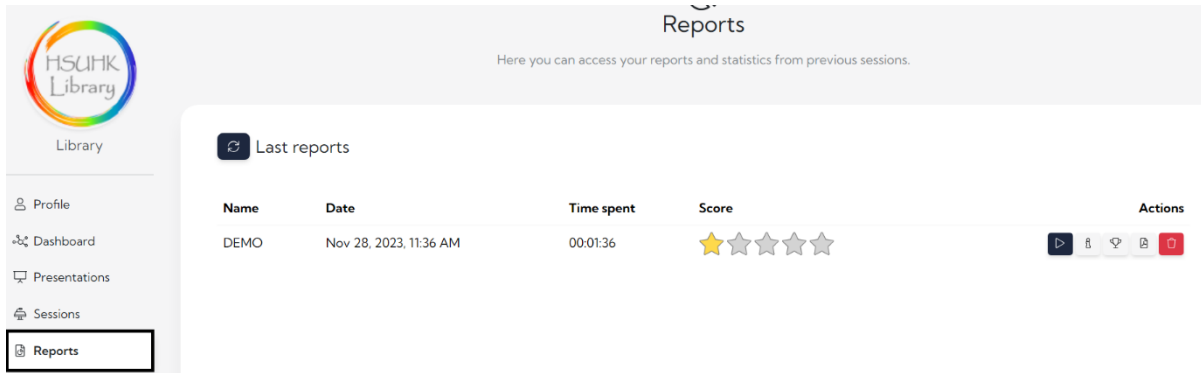 HSUHK
Library
Library
Profile
Dashboard
Presentations
Sessions
Reports
Reports
Here you can access your reports and statistics from previous sessions.
Last reports
Name Date Time spent Score Actions
DEMO Nov 28, 2023, 11:36 AM 00:01:36